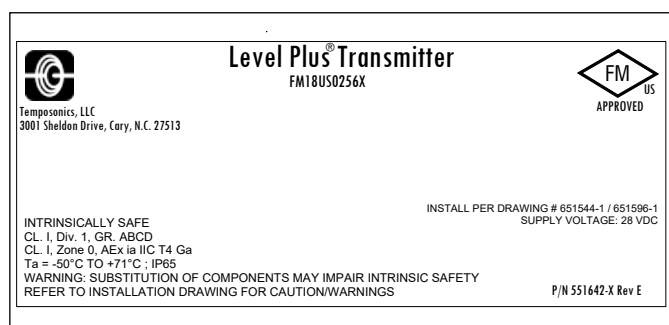 Level Plus® Transmitter
FM18US0256X
FM
US
APPROVED
Temposonics, LLC
3001 Sheldon Drive, Cary, N.C. 27513
INSTALL PER DRAWING # 651544-1 / 651596-1
SUPPLY VOLTAGE: 28 VDC
INTRINSICALLY SAFE
CL. I, Div. 1, GR. ABCD
CL. I, Zone 0, AEx ia IIC T4 Ga
Ta = -50°C TO +71°C ; IP65
WARNING: SUBSTITUTION OF COMPONENTS MAY IMPAIR INTRINSIC SAFETY
REFER TO INSTALLATION DRAWING FOR CAUTION/WARNINGS
P/N 551642-X Rev E